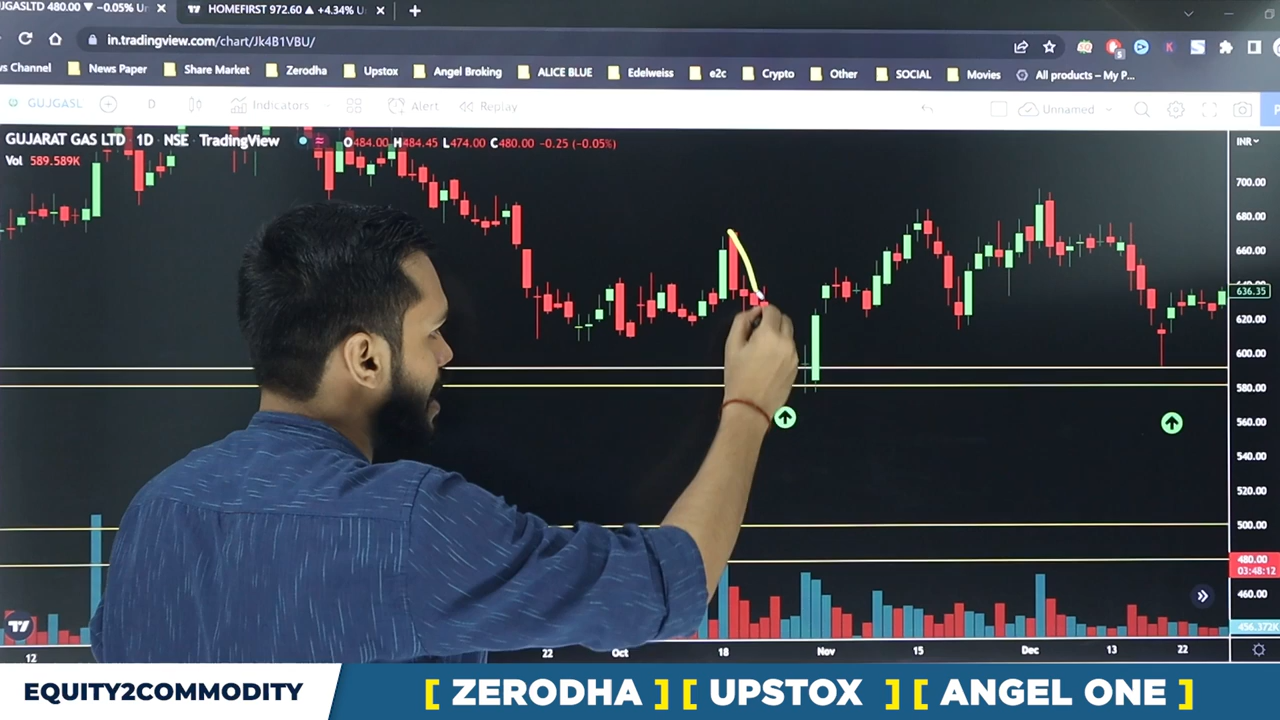 JGASLTD 480.00 ▼ −0.05% U
HOMEFIRST 972.60 ▲ +4.34% U
in.tradingview.com/chart/Jk4B1VBU/
ws Channel
News Paper
Share Market
Zerodha
Upstox
Angel Broking
ALICE BLUE
Edelweiss
e2c
Crypto
Other
SOCIAL
Movies
All products – My P...
GUJGASL
D
Indicators
Alert
Replay
Unnamed
GUJARAT GAS LTD · 1D · NSE · TradingView
O484.00 H484.45 L474.00 C480.00 −0.25 (−0.05%)
Vol 589.589K
INR
700.00
680.00
660.00
636.35
620.00
600.00
580.00
560.00
540.00
520.00
500.00
480.00
03:48:12
460.00
456.372K
12
22
Oct
18
Nov
15
Dec
13
22
EQUITY2COMMODITY
[ ZERODHA ] [ UPSTOX ] [ ANGEL ONE ]